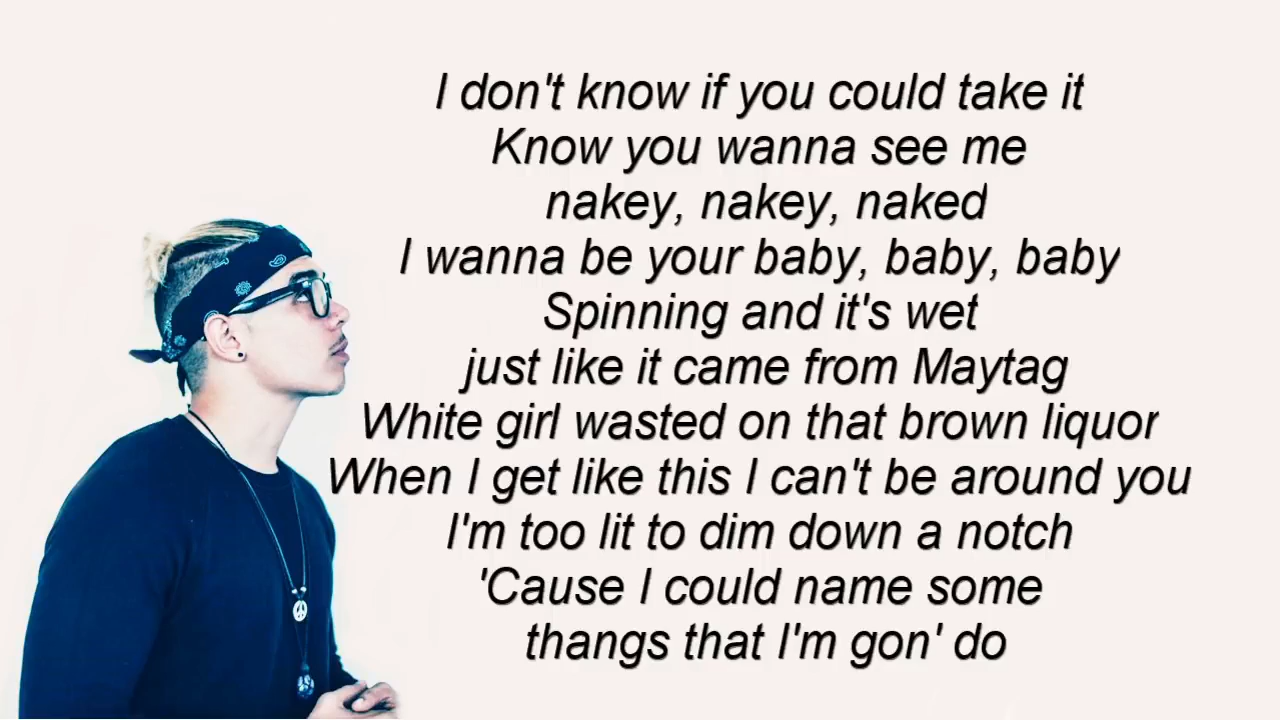 I don't know if you could take it
Know you wanna see me
nakey, nakey, naked
I wanna be your baby, baby, baby
Spinning and it's wet
just like it came from Maytag
White girl wasted on that brown liquor
When I get like this I can't be around you
I'm too lit to dim down a notch
'Cause I could name some
thangs that I'm gon' do